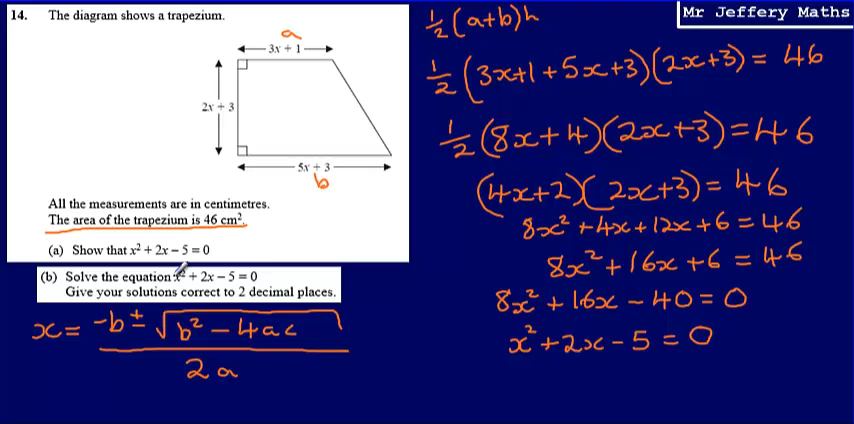 14. The diagram shows a trapezium.
a
3x + 1
2x + 3
5x + 3
b
All the measurements are in centimetres.
The area of the trapezium is 46 cm².
(a) Show that x² + 2x – 5 = 0
(b) Solve the equation x² + 2x – 5 = 0
Give your solutions correct to 2 decimal places.
x = -b ± √b² - 4ac
2a
Mr Jeffery Maths
½(a+b)h
½(3x+1+5x+3)(2x+3) = 46
½(8x+4)(2x+3)=46
(4x+2)(2x+3)=46
8x²+4x+12x+6=46
8x²+16x+6=46
8x²+16x-40=0
x²+2x-5=0